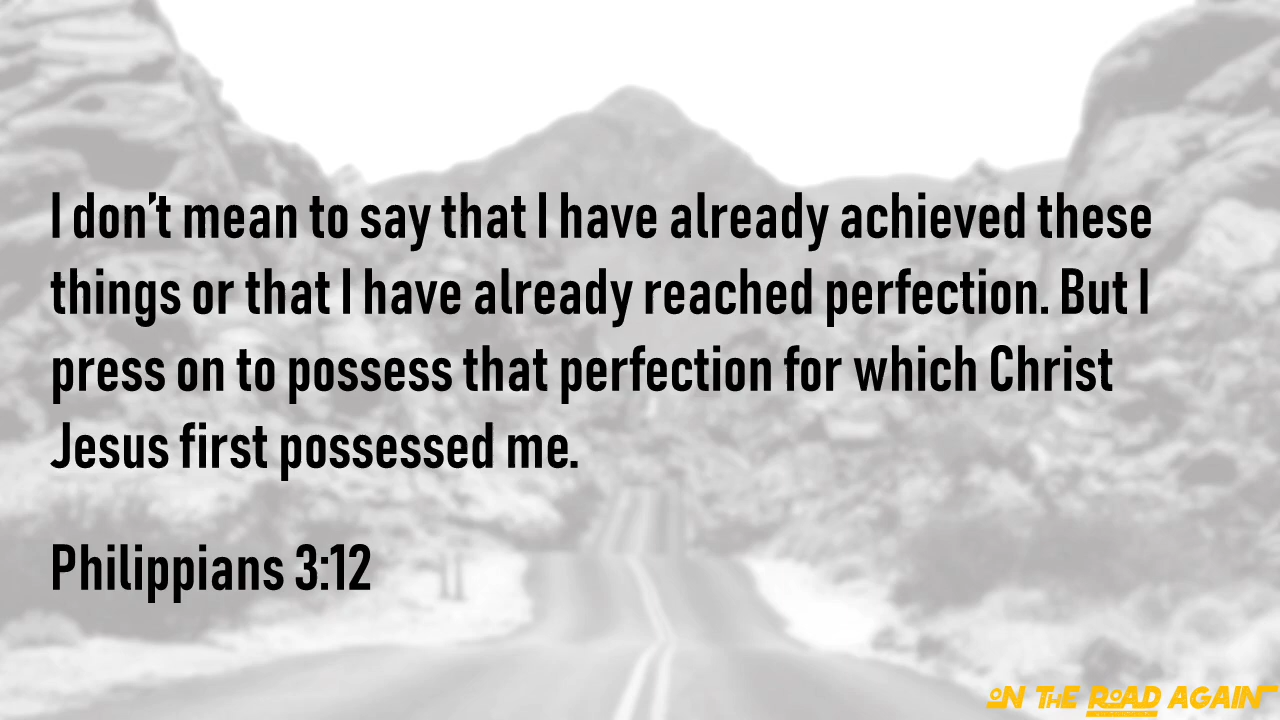 I don’t mean to say that I have already achieved these
things or that I have already reached perfection. But I
press on to possess that perfection for which Christ
Jesus first possessed me.
Philippians 3:12
ON THE ROAD AGAIN